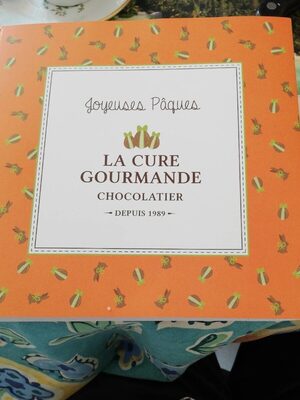 Joyeuses Pâques
LA CURE
GOURMANDE
CHOCOLATIER
DEPUIS 1989